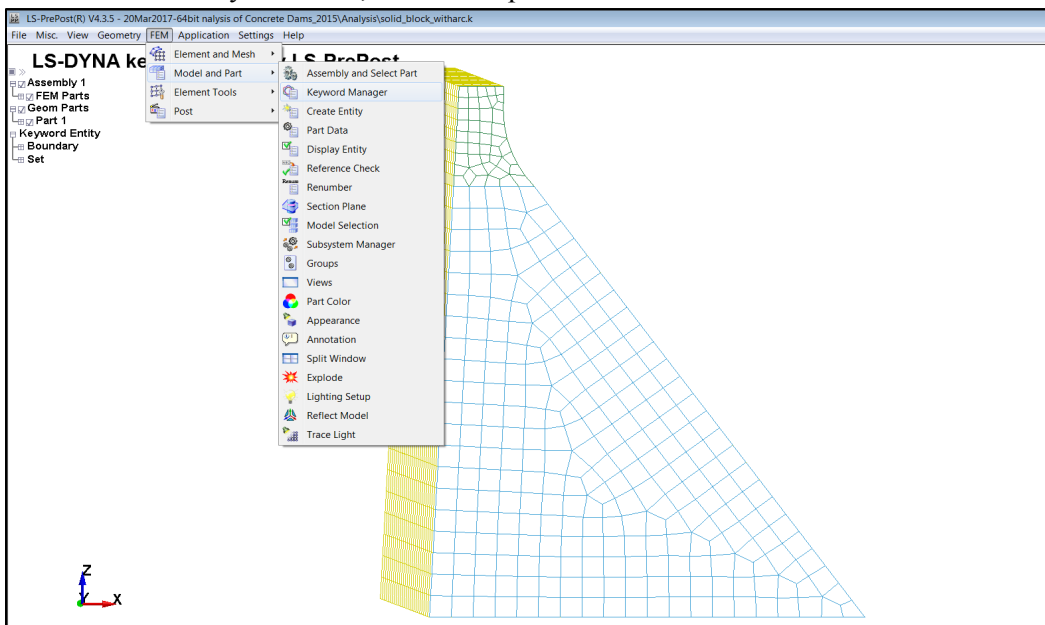 LS-PrePost(R) V4.3.5 - 20Mar2017-64bit nalysis of Concrete Dams_2015\Analysis\solid_block_witharc.k
File Misc. View Geometry FEM Application Settings Help
LS-DYNA ke LS-PrePost
Element and Mesh
Model and Part
Element Tools
Post
Assembly and Select Part
Keyword Manager
Create Entity
Part Data
Display Entity
Reference Check
Renumber
Section Plane
Model Selection
Subsystem Manager
Groups
Views
Part Color
Appearance
Annotation
Split Window
Explode
Lighting Setup
Reflect Model
Trace Light
Assembly 1
FEM Parts
Geom Parts
Part 1
Keyword Entity
Boundary
Set
Z
Y X